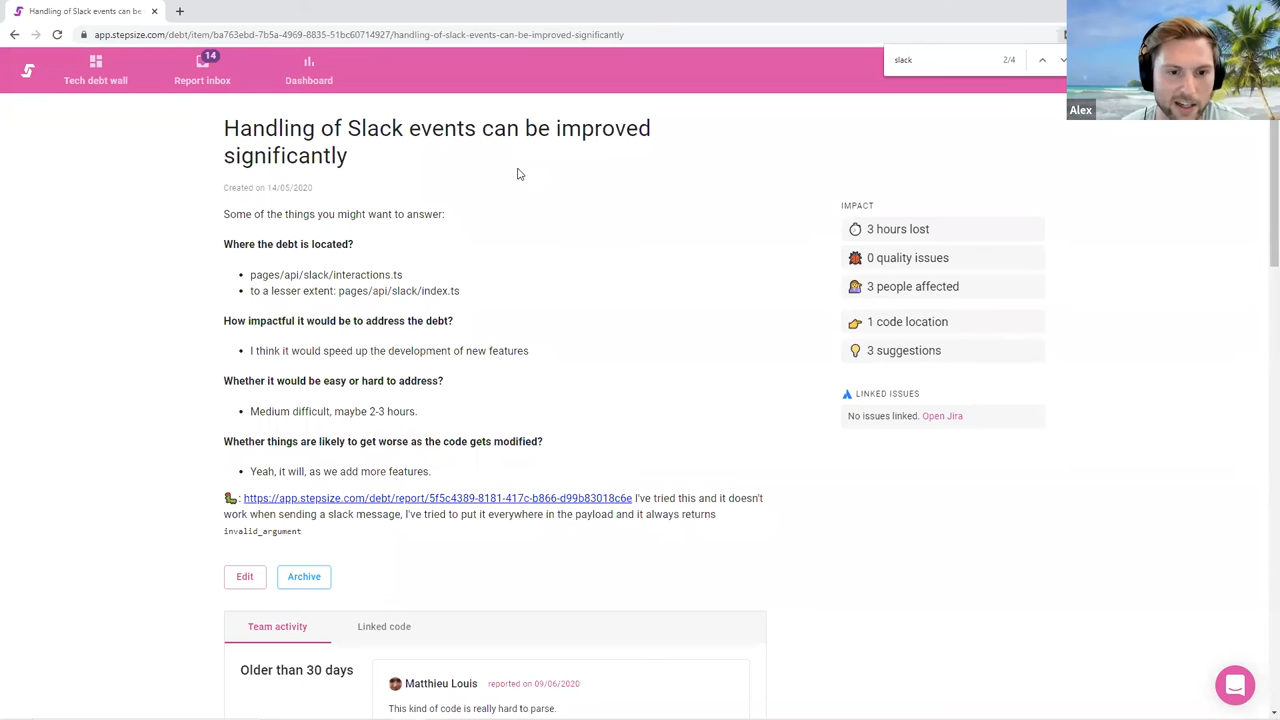 Handling of Slack events can be
app.stepsize.com/debt/item/ba763ebd-7b5a-4969-8835-51bc60714927/handling-of-slack-events-can-be-improved-significantly
slack
2/4
14
Tech debt wall
Report inbox
Dashboard
Alex
Handling of Slack events can be improved
significantly
Created on 14/05/2020
Some of the things you might want to answer:
Where the debt is located?
• pages/api/slack/interactions.ts
• to a lesser extent: pages/api/slack/index.ts
How impactful it would be to address the debt?
• I think it would speed up the development of new features
Whether it would be easy or hard to address?
• Medium difficult, maybe 2-3 hours.
Whether things are likely to get worse as the code gets modified?
• Yeah, it will, as we add more features.
: https://app.stepsize.com/debt/report/5f5c4389-8181-417c-b866-d99b83018c6e I've tried this and it doesn't
work when sending a slack message, I've tried to put it everywhere in the payload and it always returns
invalid_argument
Edit
Archive
IMPACT
3 hours lost
0 quality issues
3 people affected
1 code location
3 suggestions
LINKED ISSUES
No issues linked. Open Jira
Team activity
Linked code
Older than 30 days
Matthieu Louis reported on 09/06/2020
This kind of code is really hard to parse.